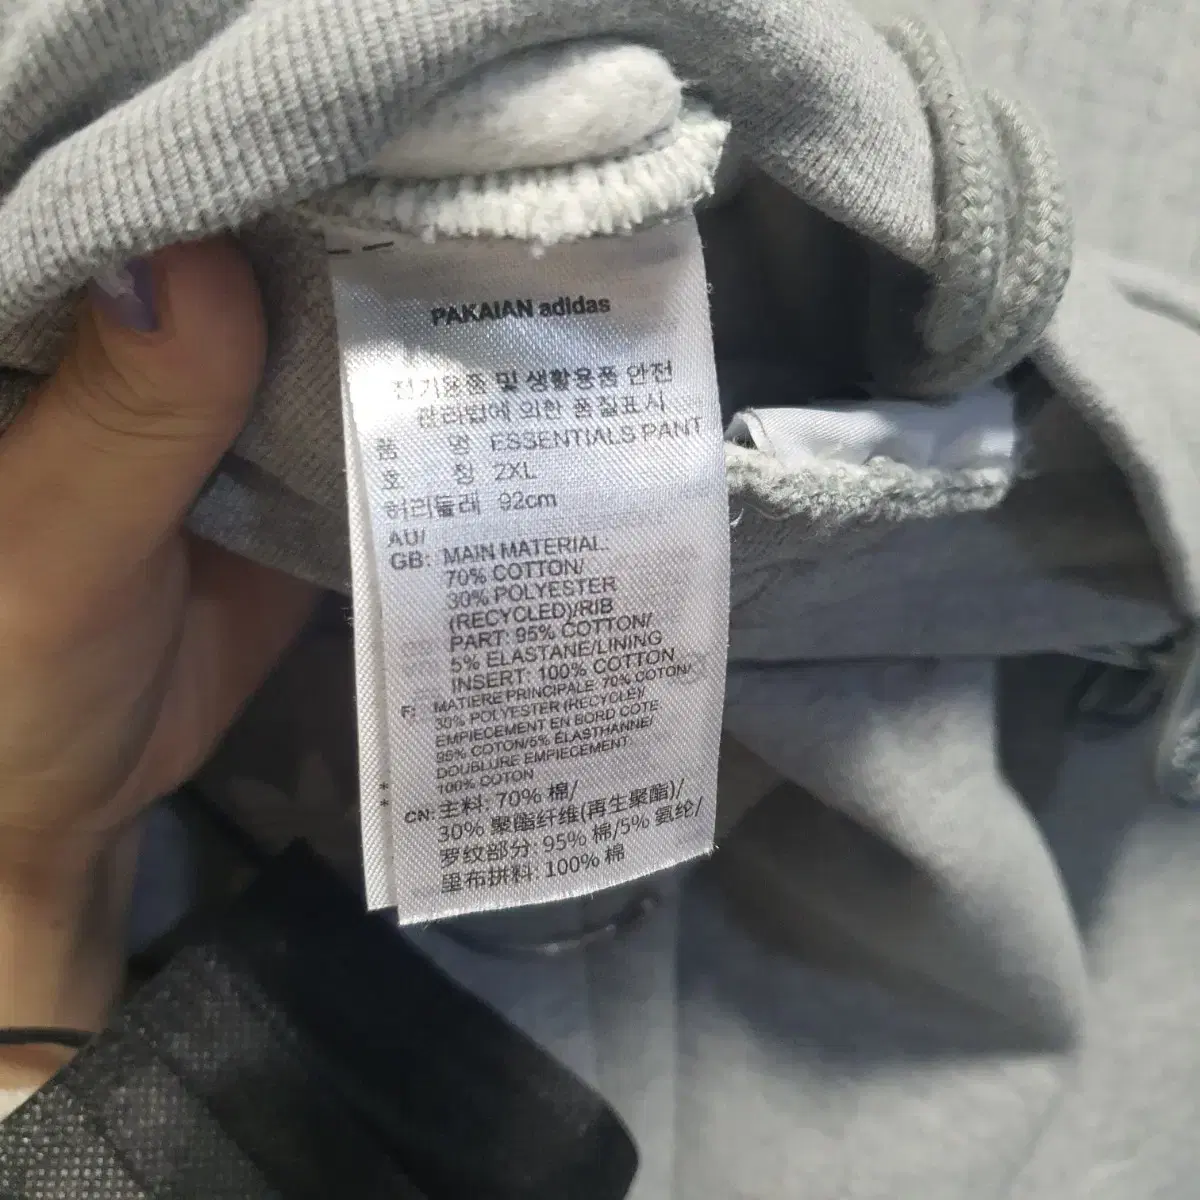 PAKAIAN adidas
전기용품 및 생활용품 안전
관리법에 의한 품질표시
품 명 ESSENTIALS PANT
호 칭 2XL
허리둘레 92cm
AU/
GB: MAIN MATERIAL:
70% COTTON/
30% POLYESTER
(RECYCLED)/RIB
PART: 95% COTTON/
5% ELASTANE/LINING
INSERT: 100% COTTON
F: MATIERE PRINCIPALE: 70% COTON/
30% POLYESTER (RECYCLE)/
EMPIECEMENT EN BORD COTE
95% COTON/5% ELASTHANNE/
DOUBLURE EMPIECEMENT:
100% COTON
CN: 主料: 70% 棉/
30% 聚酯纤维(再生聚酯)/
罗纹部分: 95% 棉/5% 氨纶/
里布拼料: 100% 棉
*
*